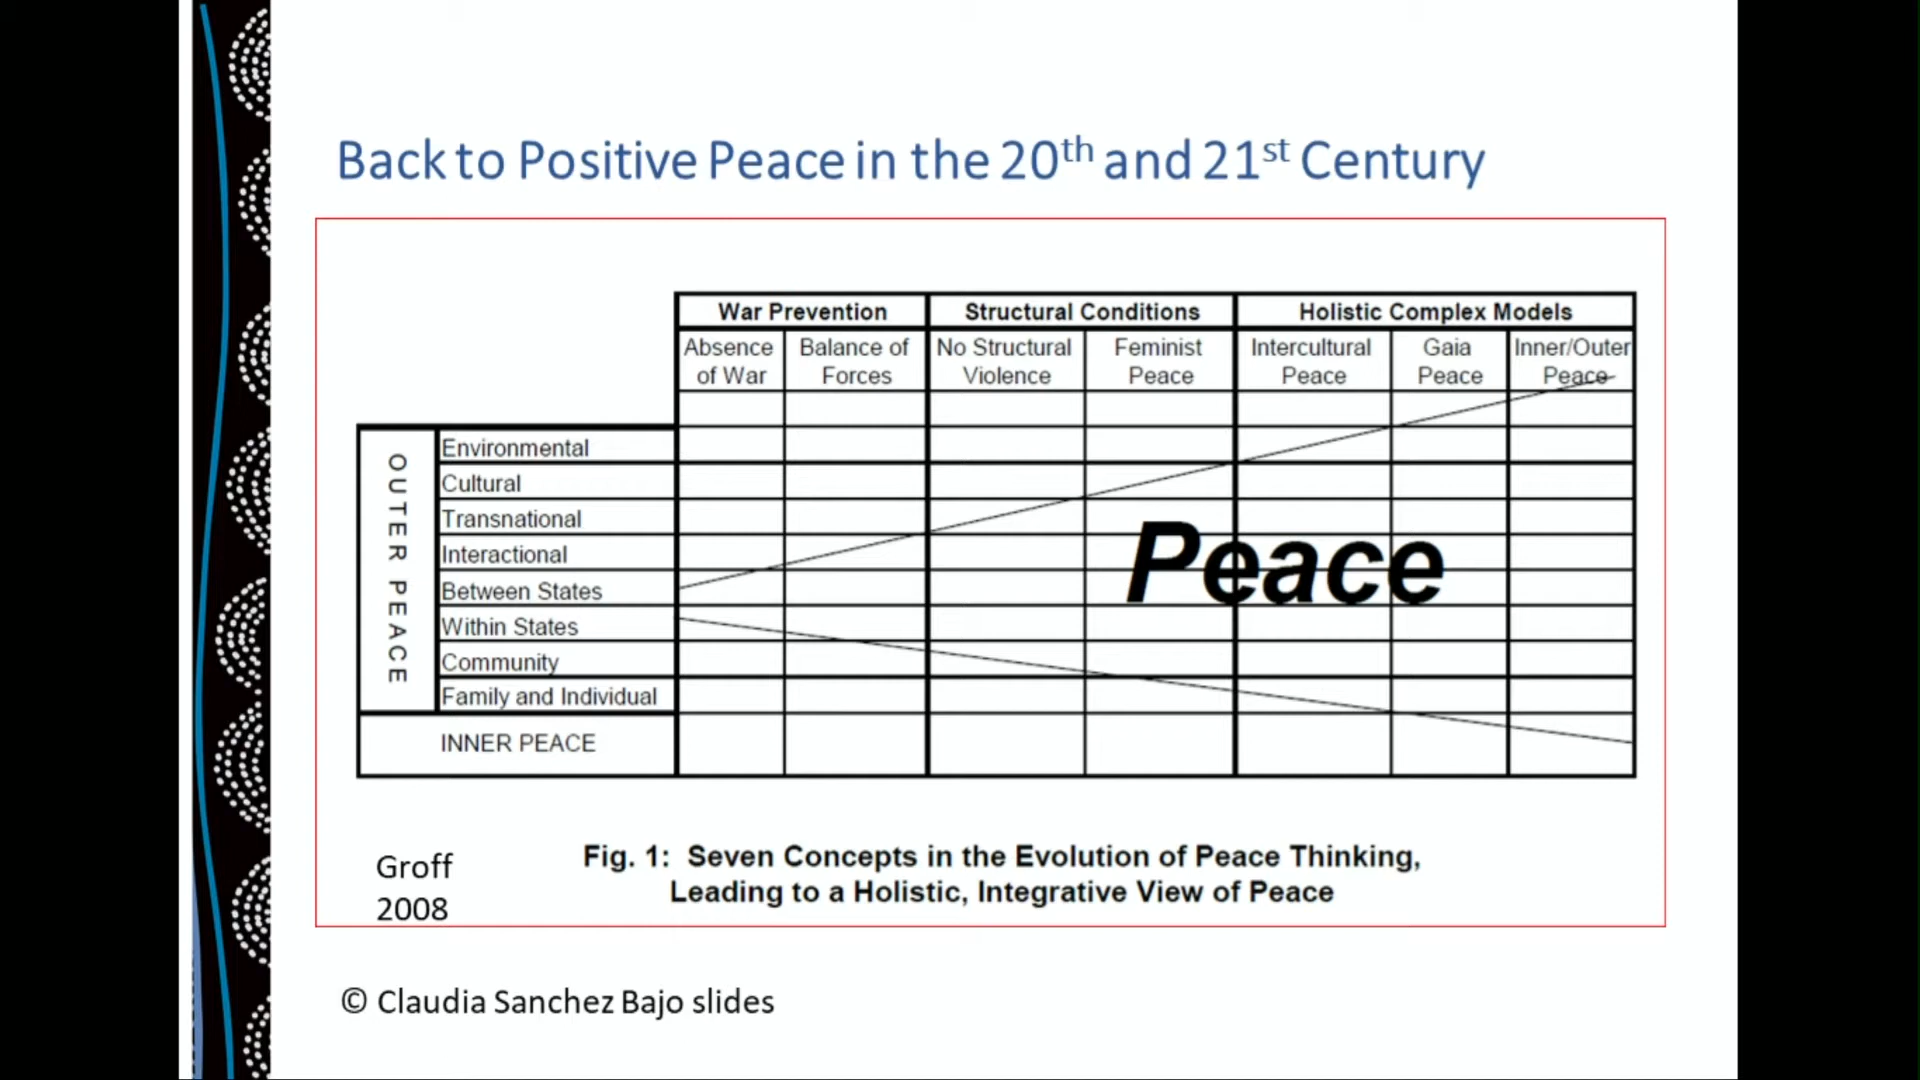 Back to Positive Peace in the 20th and 21st Century
War Prevention Structural Conditions Holistic Complex Models
Absence of War Balance of Forces No Structural Violence Feminist Peace Intercultural Peace Gaia Peace Inner/Outer Peace
OUTER PEACE
Environmental
Cultural
Transnational
Interactional
Between States
Within States
Community
Family and Individual
INNER PEACE
Peace
Groff
2008
Fig. 1: Seven Concepts in the Evolution of Peace Thinking,
Leading to a Holistic, Integrative View of Peace
© Claudia Sanchez Bajo slides